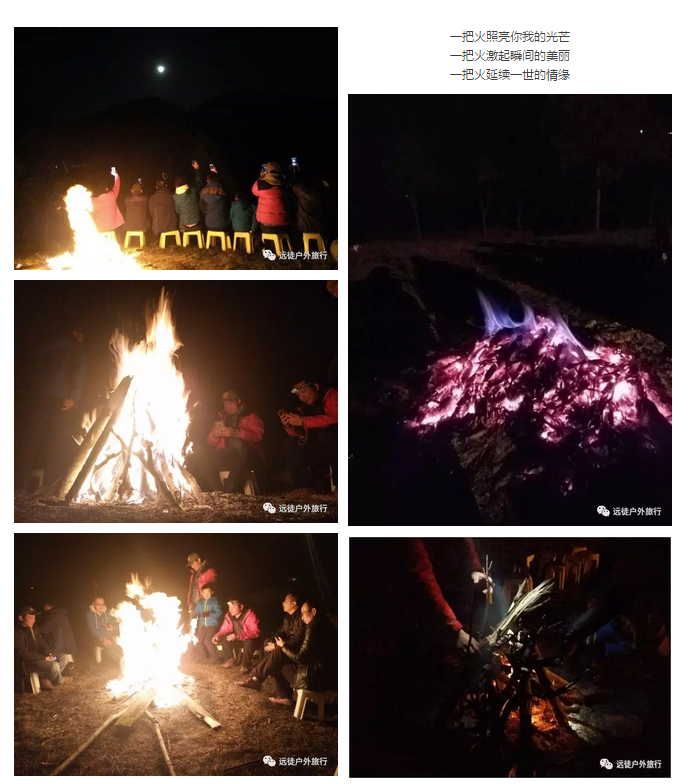 一把火照亮你我的光芒
一把火激起瞬间的美丽
一把火延续一世的情缘
远徒户外旅行
远徒户外旅行
远徒户外旅行
远徒户外旅行
远徒户外旅行